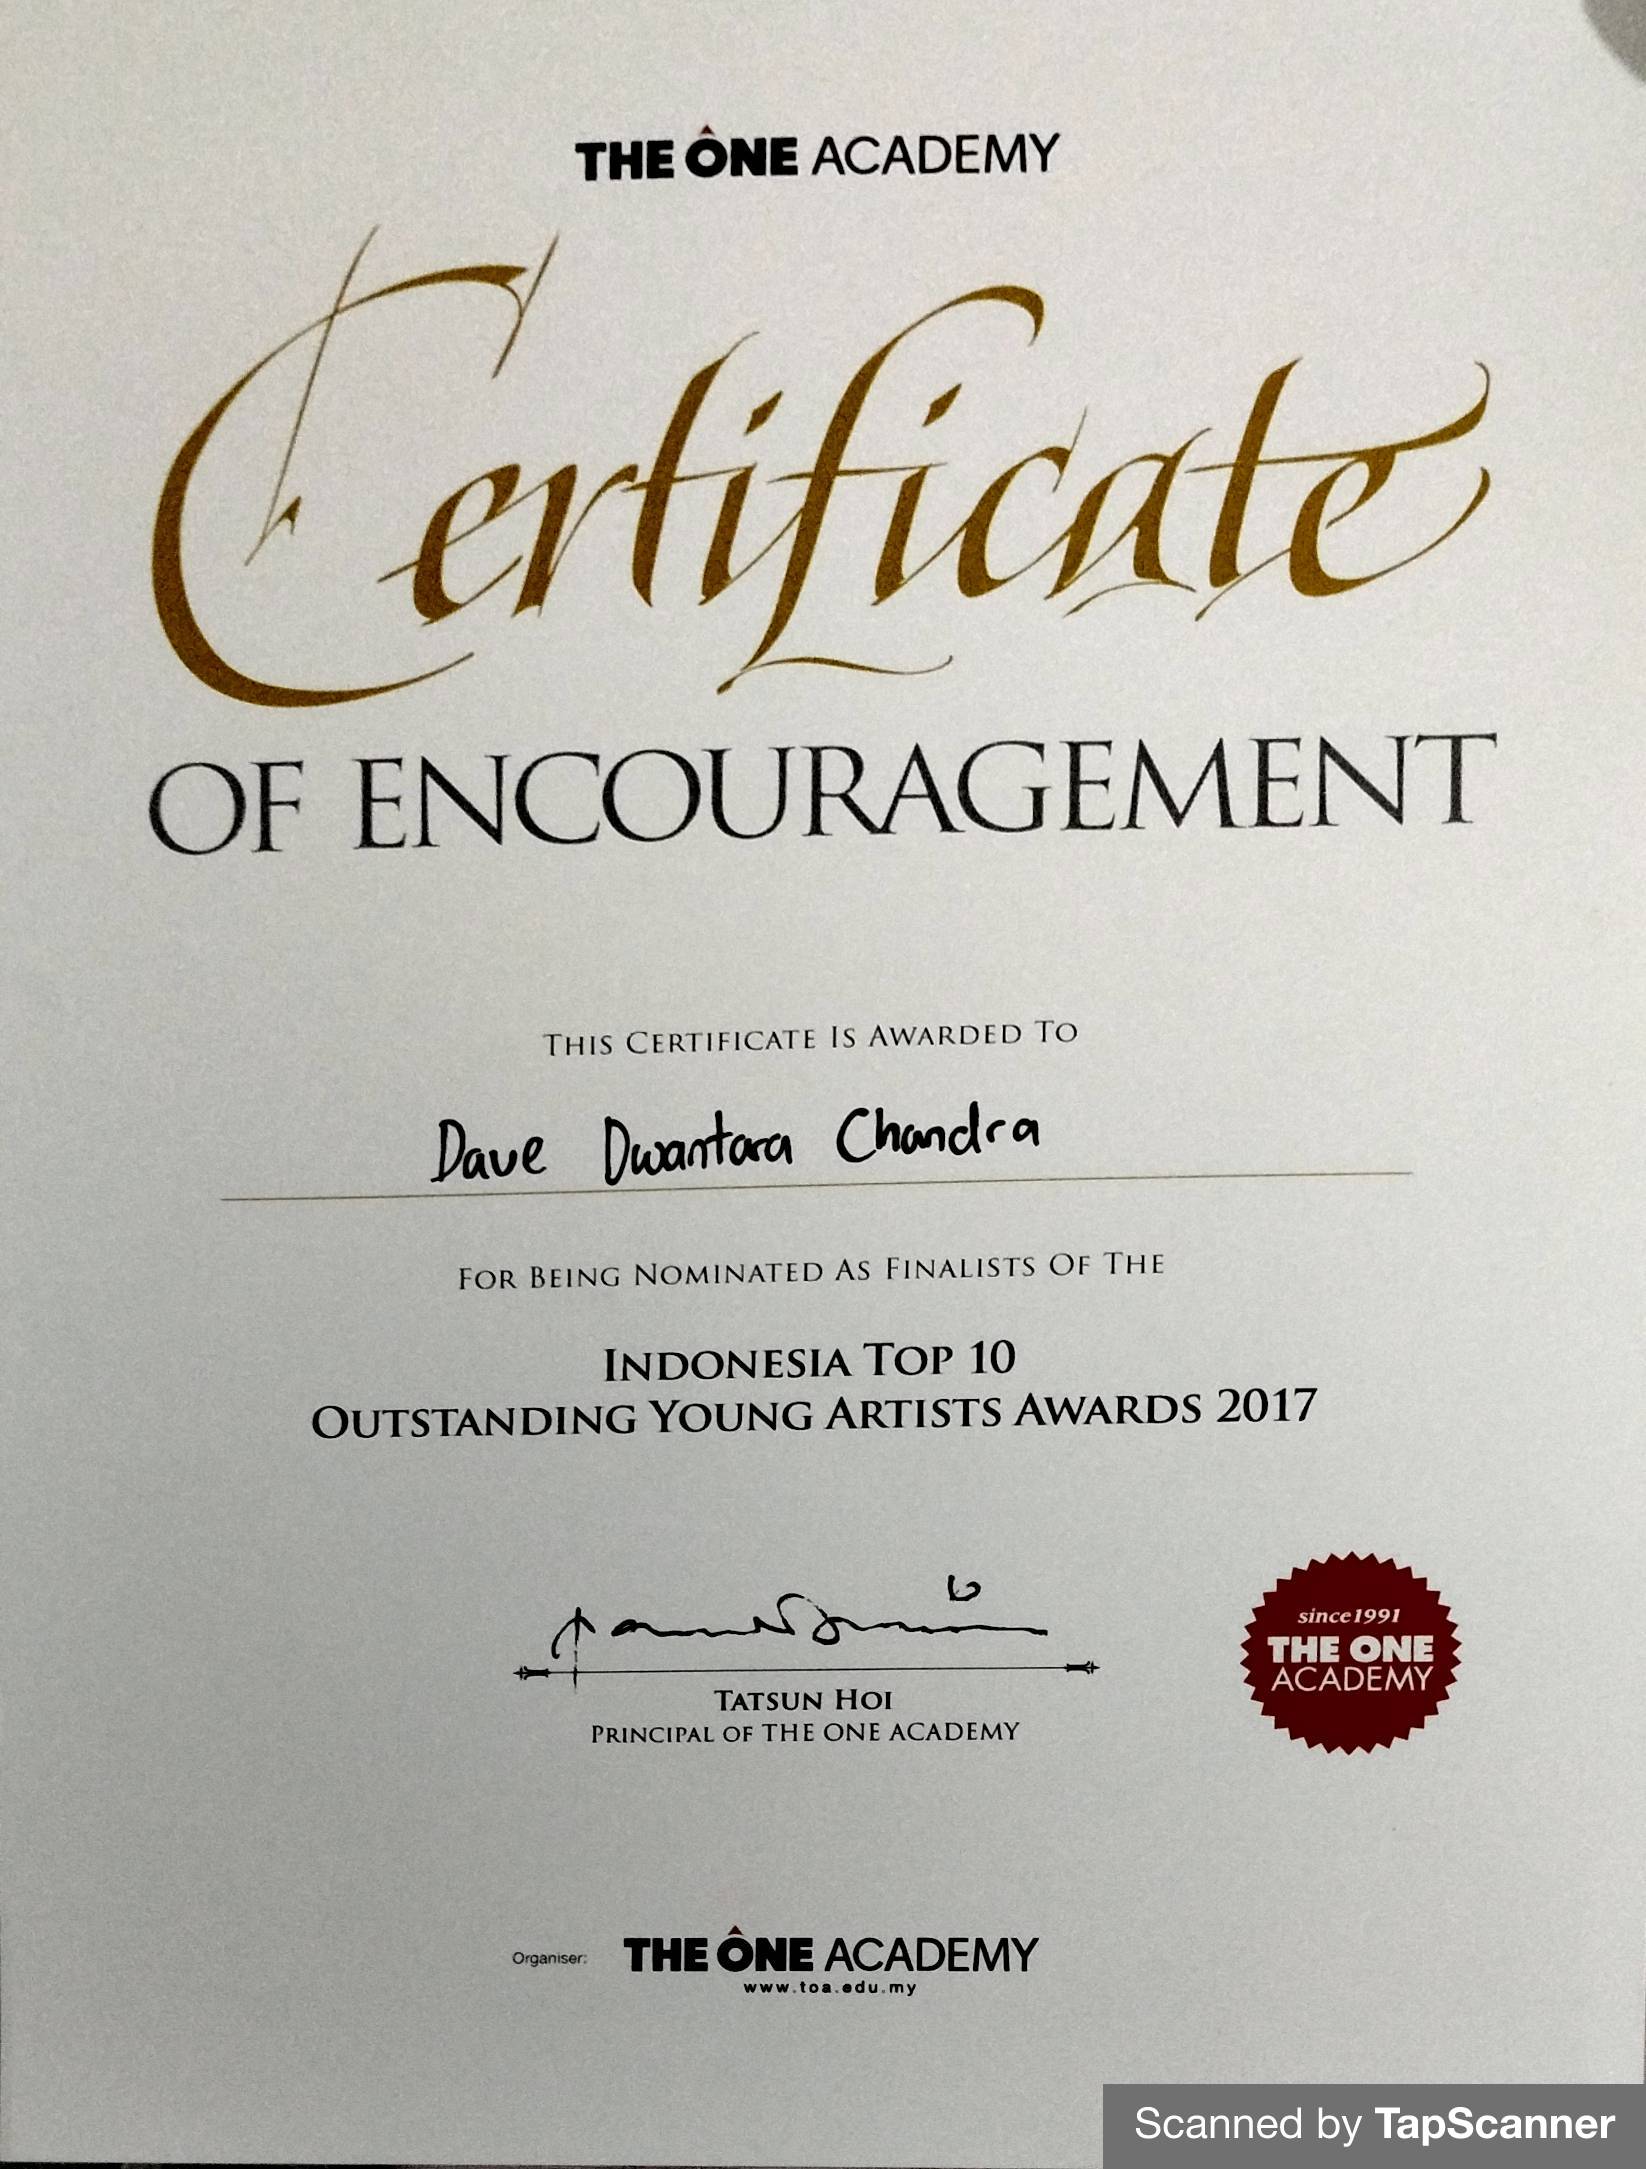 THE ONE ACADEMY
Certificate
OF ENCOURAGEMENT
THIS CERTIFICATE IS AWARDED TO
Dave Dwantara Chandra
FOR BEING NOMINATED AS FINALISTS OF THE
INDONESIA TOP 10
OUTSTANDING YOUNG ARTISTS AWARDS 2017
since1991
THE ONE
ACADEMY
TATSUN HOI
PRINCIPAL OF THE ONE ACADEMY
Organiser: THE ONE ACADEMY
www.toa.edu.my
Scanned by TapScanner